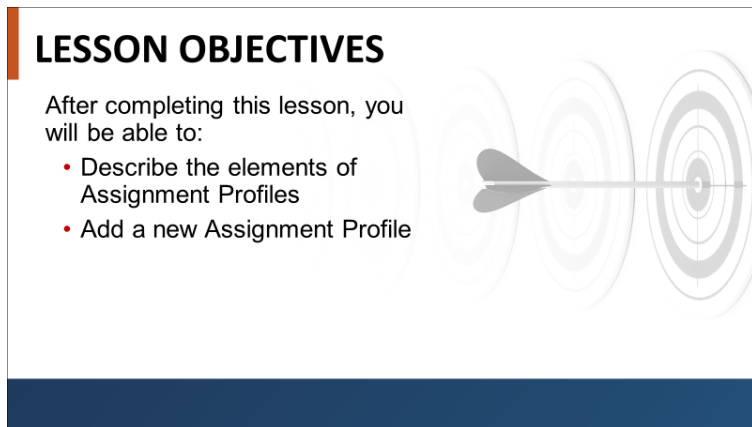 LESSON OBJECTIVES
After completing this lesson, you
will be able to:
• Describe the elements of
Assignment Profiles
• Add a new Assignment Profile